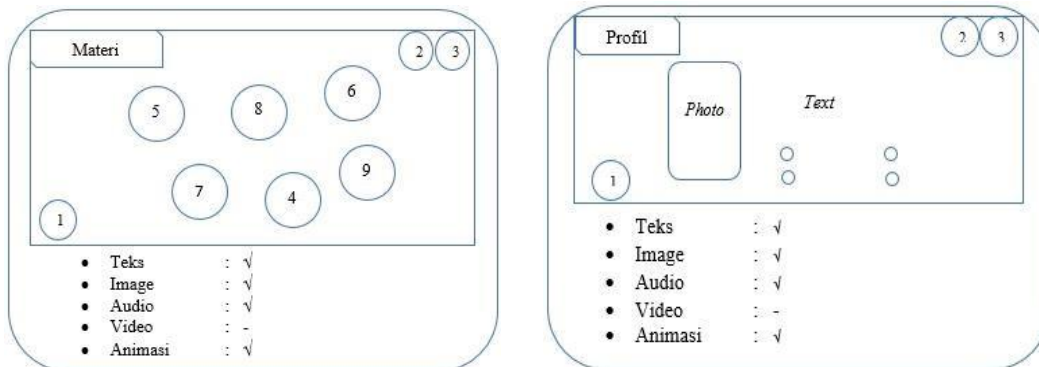 Materi
2 3
5 8 6
7 4 9
1
• Teks : √
• Image : √
• Audio : √
• Video : -
• Animasi : √
Profil
2 3
Photo Text
1
• Teks : √
• Image : √
• Audio : √
• Video : -
• Animasi : √